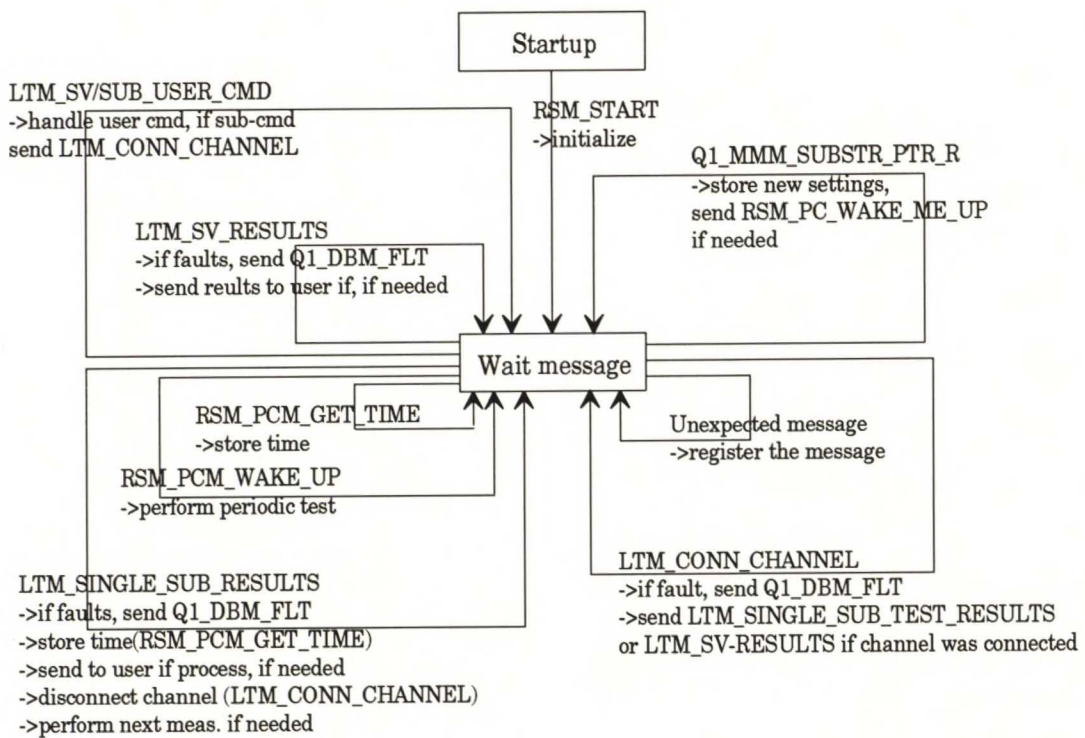 Startup
LTM_SV/SUB_USER_CMD
->handle user cmd, if sub-cmd
send LTM_CONN_CHANNEL
RSM_START
->initialize
Q1_MMM_SUBSTR_PTR_R
->store new settings,
send RSM_PC_WAKE_ME_UP
if needed
LTM_SV_RESULTS
->if faults, send Q1_DBM_FLT
->send reults to user if, if needed
Wait message
RSM_PCM_GET_TIME
->store time
Unexpected message
->register the message
RSM_PCM_WAKE_UP
->perform periodic test
LTM_SINGLE_SUB_RESULTS
->if faults, send Q1_DBM_FLT
->store time(RSM_PCM_GET_TIME)
->send to user if process, if needed
->disconnect channel (LTM_CONN_CHANNEL)
->perform next meas. if needed
LTM_CONN_CHANNEL
->if fault, send Q1_DBM_FLT
->send LTM_SINGLE_SUB_TEST_RESULTS
or LTM_SV-RESULTS if channel was connected